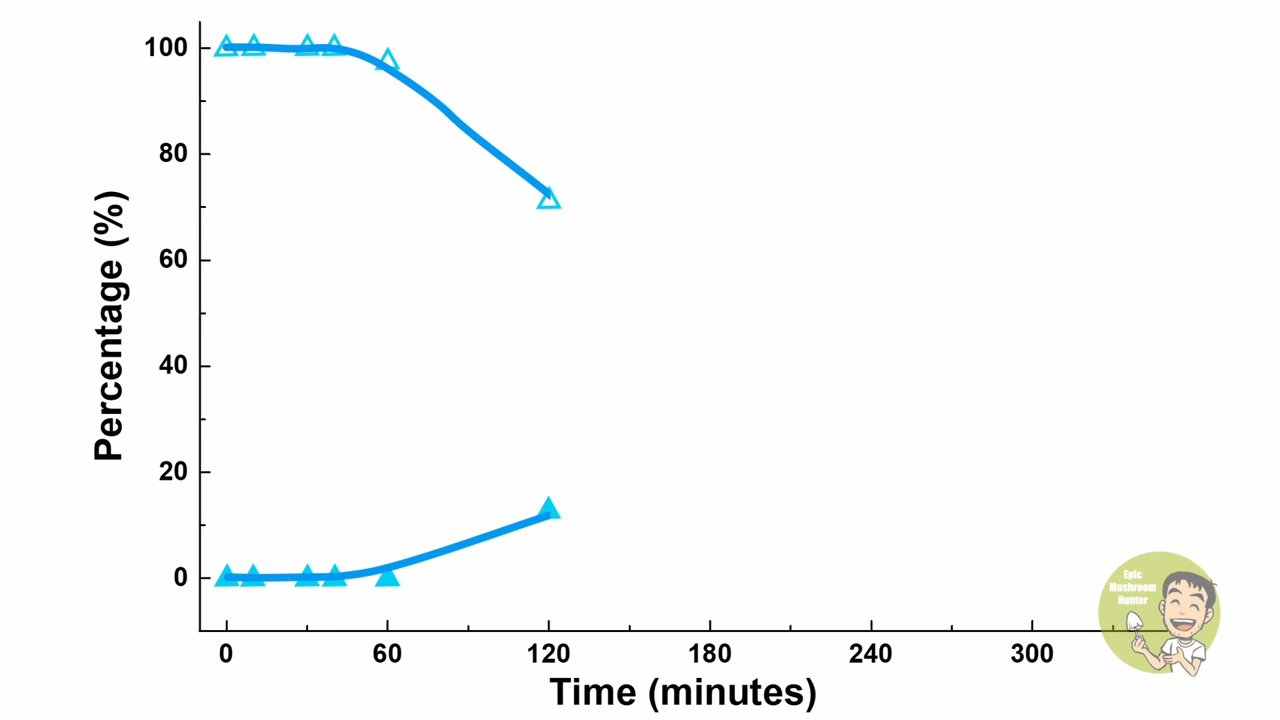 100
80
60
40
20
0
Percentage (%)
0 60 120 180 240 300
Time (minutes)
Epic
Mushroom
Hunter